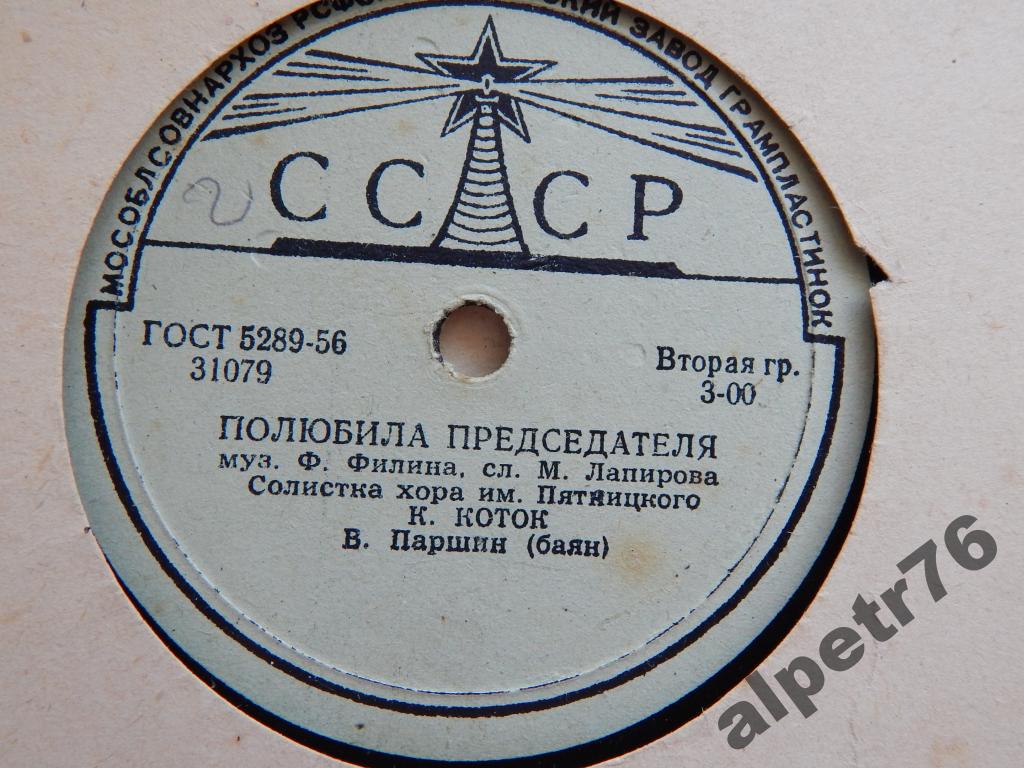 МОСОБЛСОВНАРХОЗ ЗАВОД ГРАМПЛАСТИНОК
СССР
ГОСТ 5289-56
31079
Вторая гр.
3-00
ПОЛЮБИЛА ПРЕДСЕДАТЕЛЯ
муз. Ф. Филина, сл. М. Лапирова
Солистка хора им. Пятницкого
К. КОТОК
В. Паршин (баян)
alpetr76